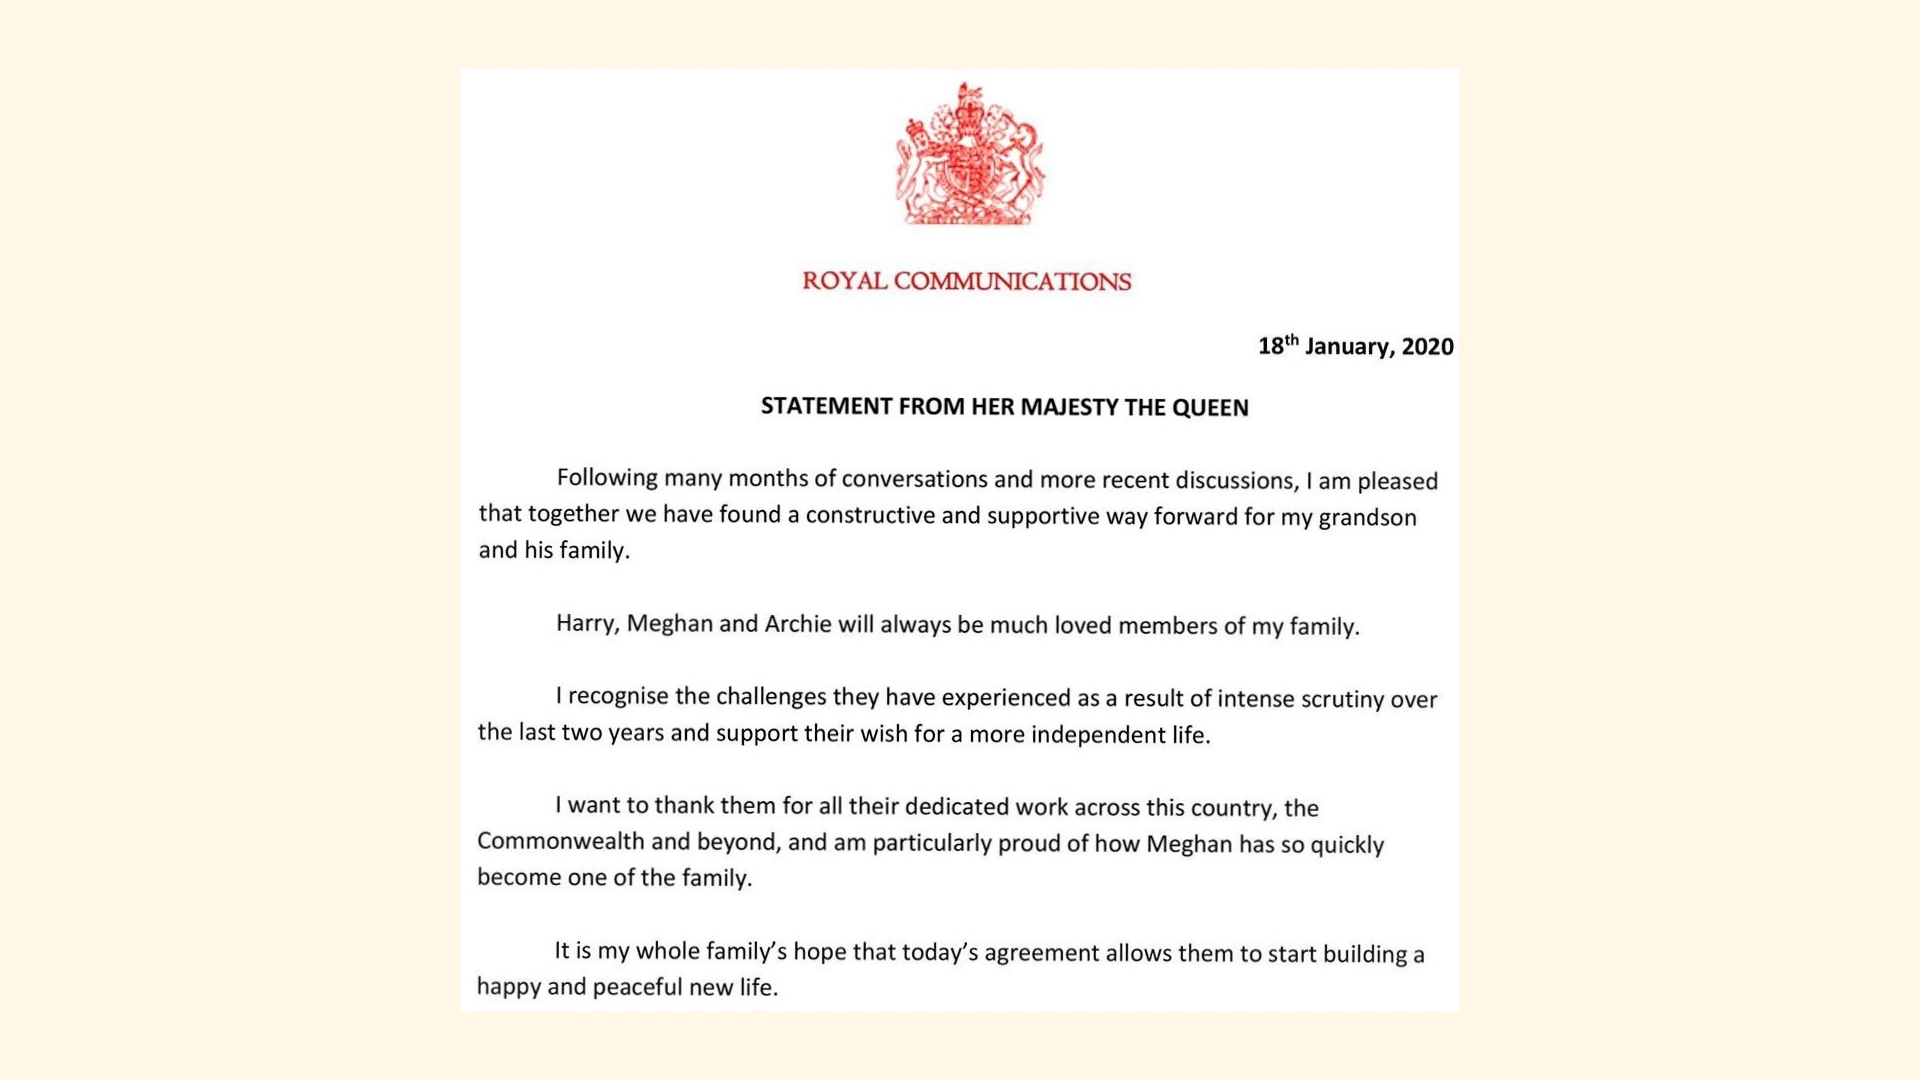 ROYAL COMMUNICATIONS
18th January, 2020
STATEMENT FROM HER MAJESTY THE QUEEN
Following many months of conversations and more recent discussions, I am pleased
that together we have found a constructive and supportive way forward for my grandson
and his family.
Harry, Meghan and Archie will always be much loved members of my family.
I recognise the challenges they have experienced as a result of intense scrutiny over
the last two years and support their wish for a more independent life.
I want to thank them for all their dedicated work across this country, the
Commonwealth and beyond, and am particularly proud of how Meghan has so quickly
become one of the family.
It is my whole family’s hope that today’s agreement allows them to start building a
happy and peaceful new life.